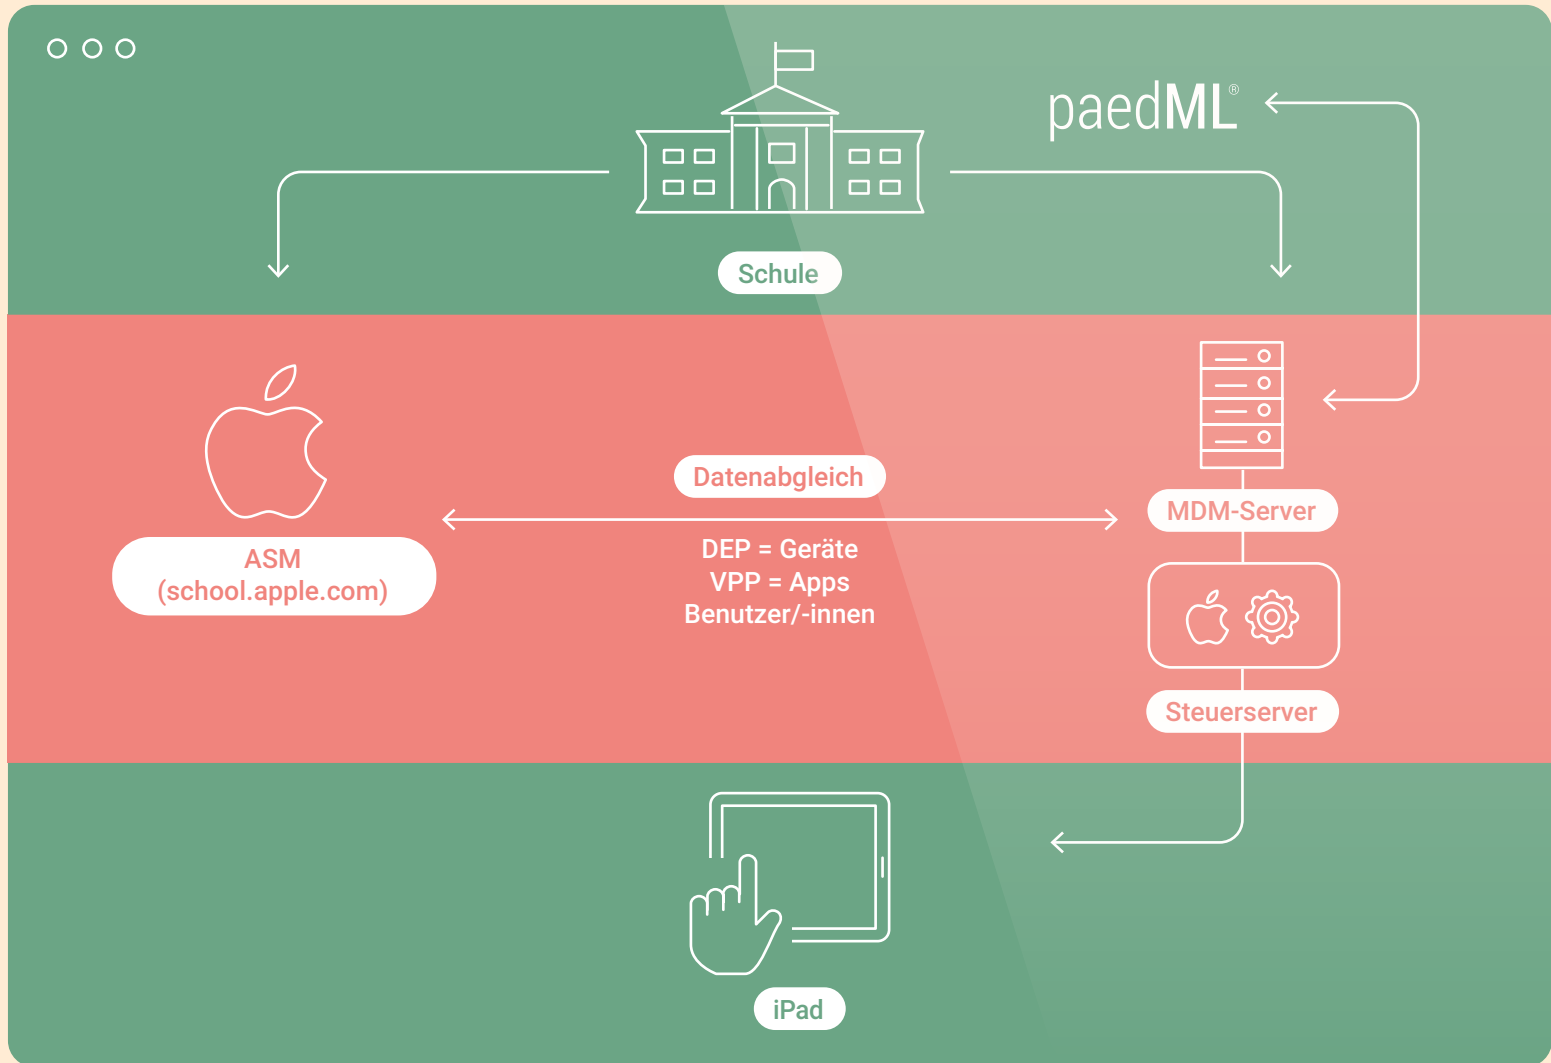 paedML®
Schule
Datenabgleich
DEP = Geräte
VPP = Apps
Benutzer/-innen
ASM
(school.apple.com)
MDM-Server
Steuerserver
iPad